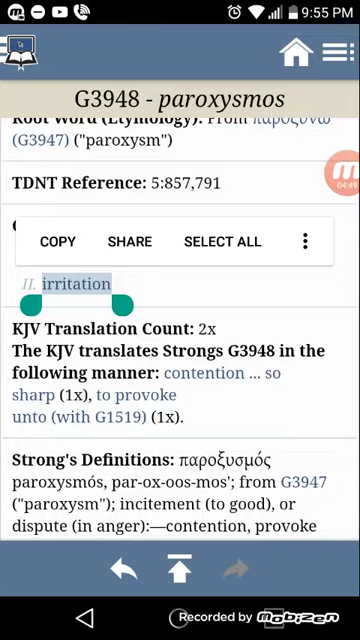 9:55 PM
G3948 - paroxysmos
Root Word (Etymology): From παροξύνω
(G3947) ("paroxysm")
TDNT Reference: 5:857,791
04:49
COPY SHARE SELECT ALL
II. irritation
KJV Translation Count: 2x
The KJV translates Strongs G3948 in the
following manner: contention ... so
sharp (1x), to provoke
unto (with G1519) (1x).
Strong's Definitions: παροξυσμός
paroxysmós, par-ox-oos-mos'; from G3947
("paroxysm"); incitement (to good), or
dispute (in anger):—contention, provoke
Recorded by Mobizen